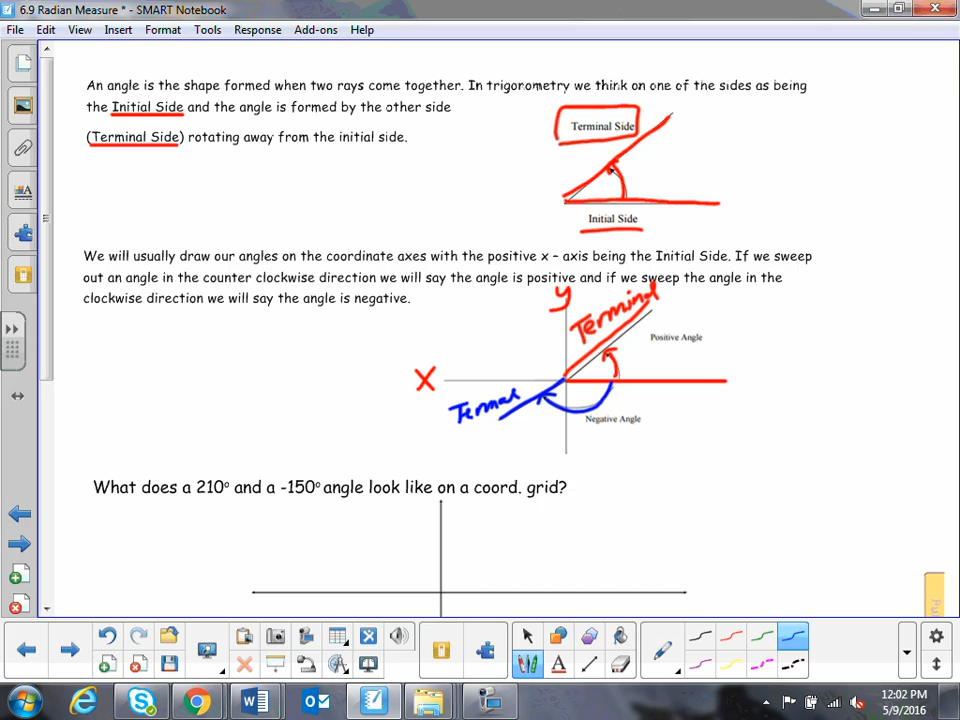 6.9 Radian Measure * - SMART Notebook
File Edit View Insert Format Tools Response Add-ons Help
An angle is the shape formed when two rays come together. In trigonometry we think on one of the sides as being
the Initial Side and the angle is formed by the other side
(Terminal Side) rotating away from the initial side.
Terminal Side
Initial Side
We will usually draw our angles on the coordinate axes with the positive x – axis being the Initial Side. If we sweep
out an angle in the counter clockwise direction we will say the angle is positive and if we sweep the angle in the
clockwise direction we will say the angle is negative.
y
Terminal
Positive Angle
X
Termal
Negative Angle
What does a 210° and a -150° angle look like on a coord. grid?
12:02 PM
5/9/2016